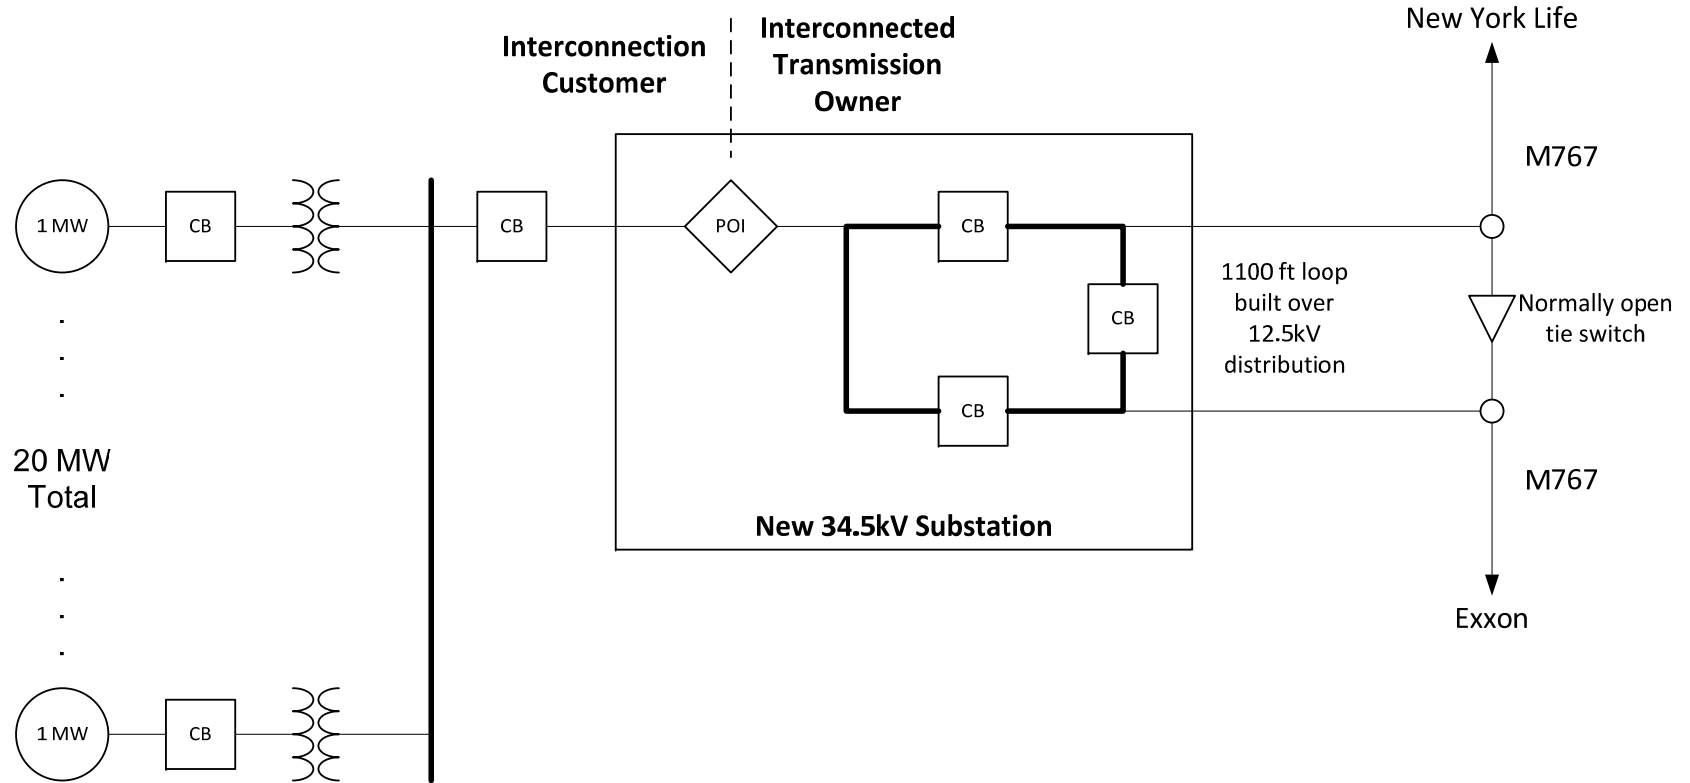 New York Life
Interconnection
Customer
Interconnected
Transmission
Owner
M767
1 MW
CB
CB
POI
CB
1100 ft loop
built over
12.5kV
distribution
CB
Normally open
tie switch
CB
20 MW
Total
M767
New 34.5kV Substation
Exxon
1 MW
CB